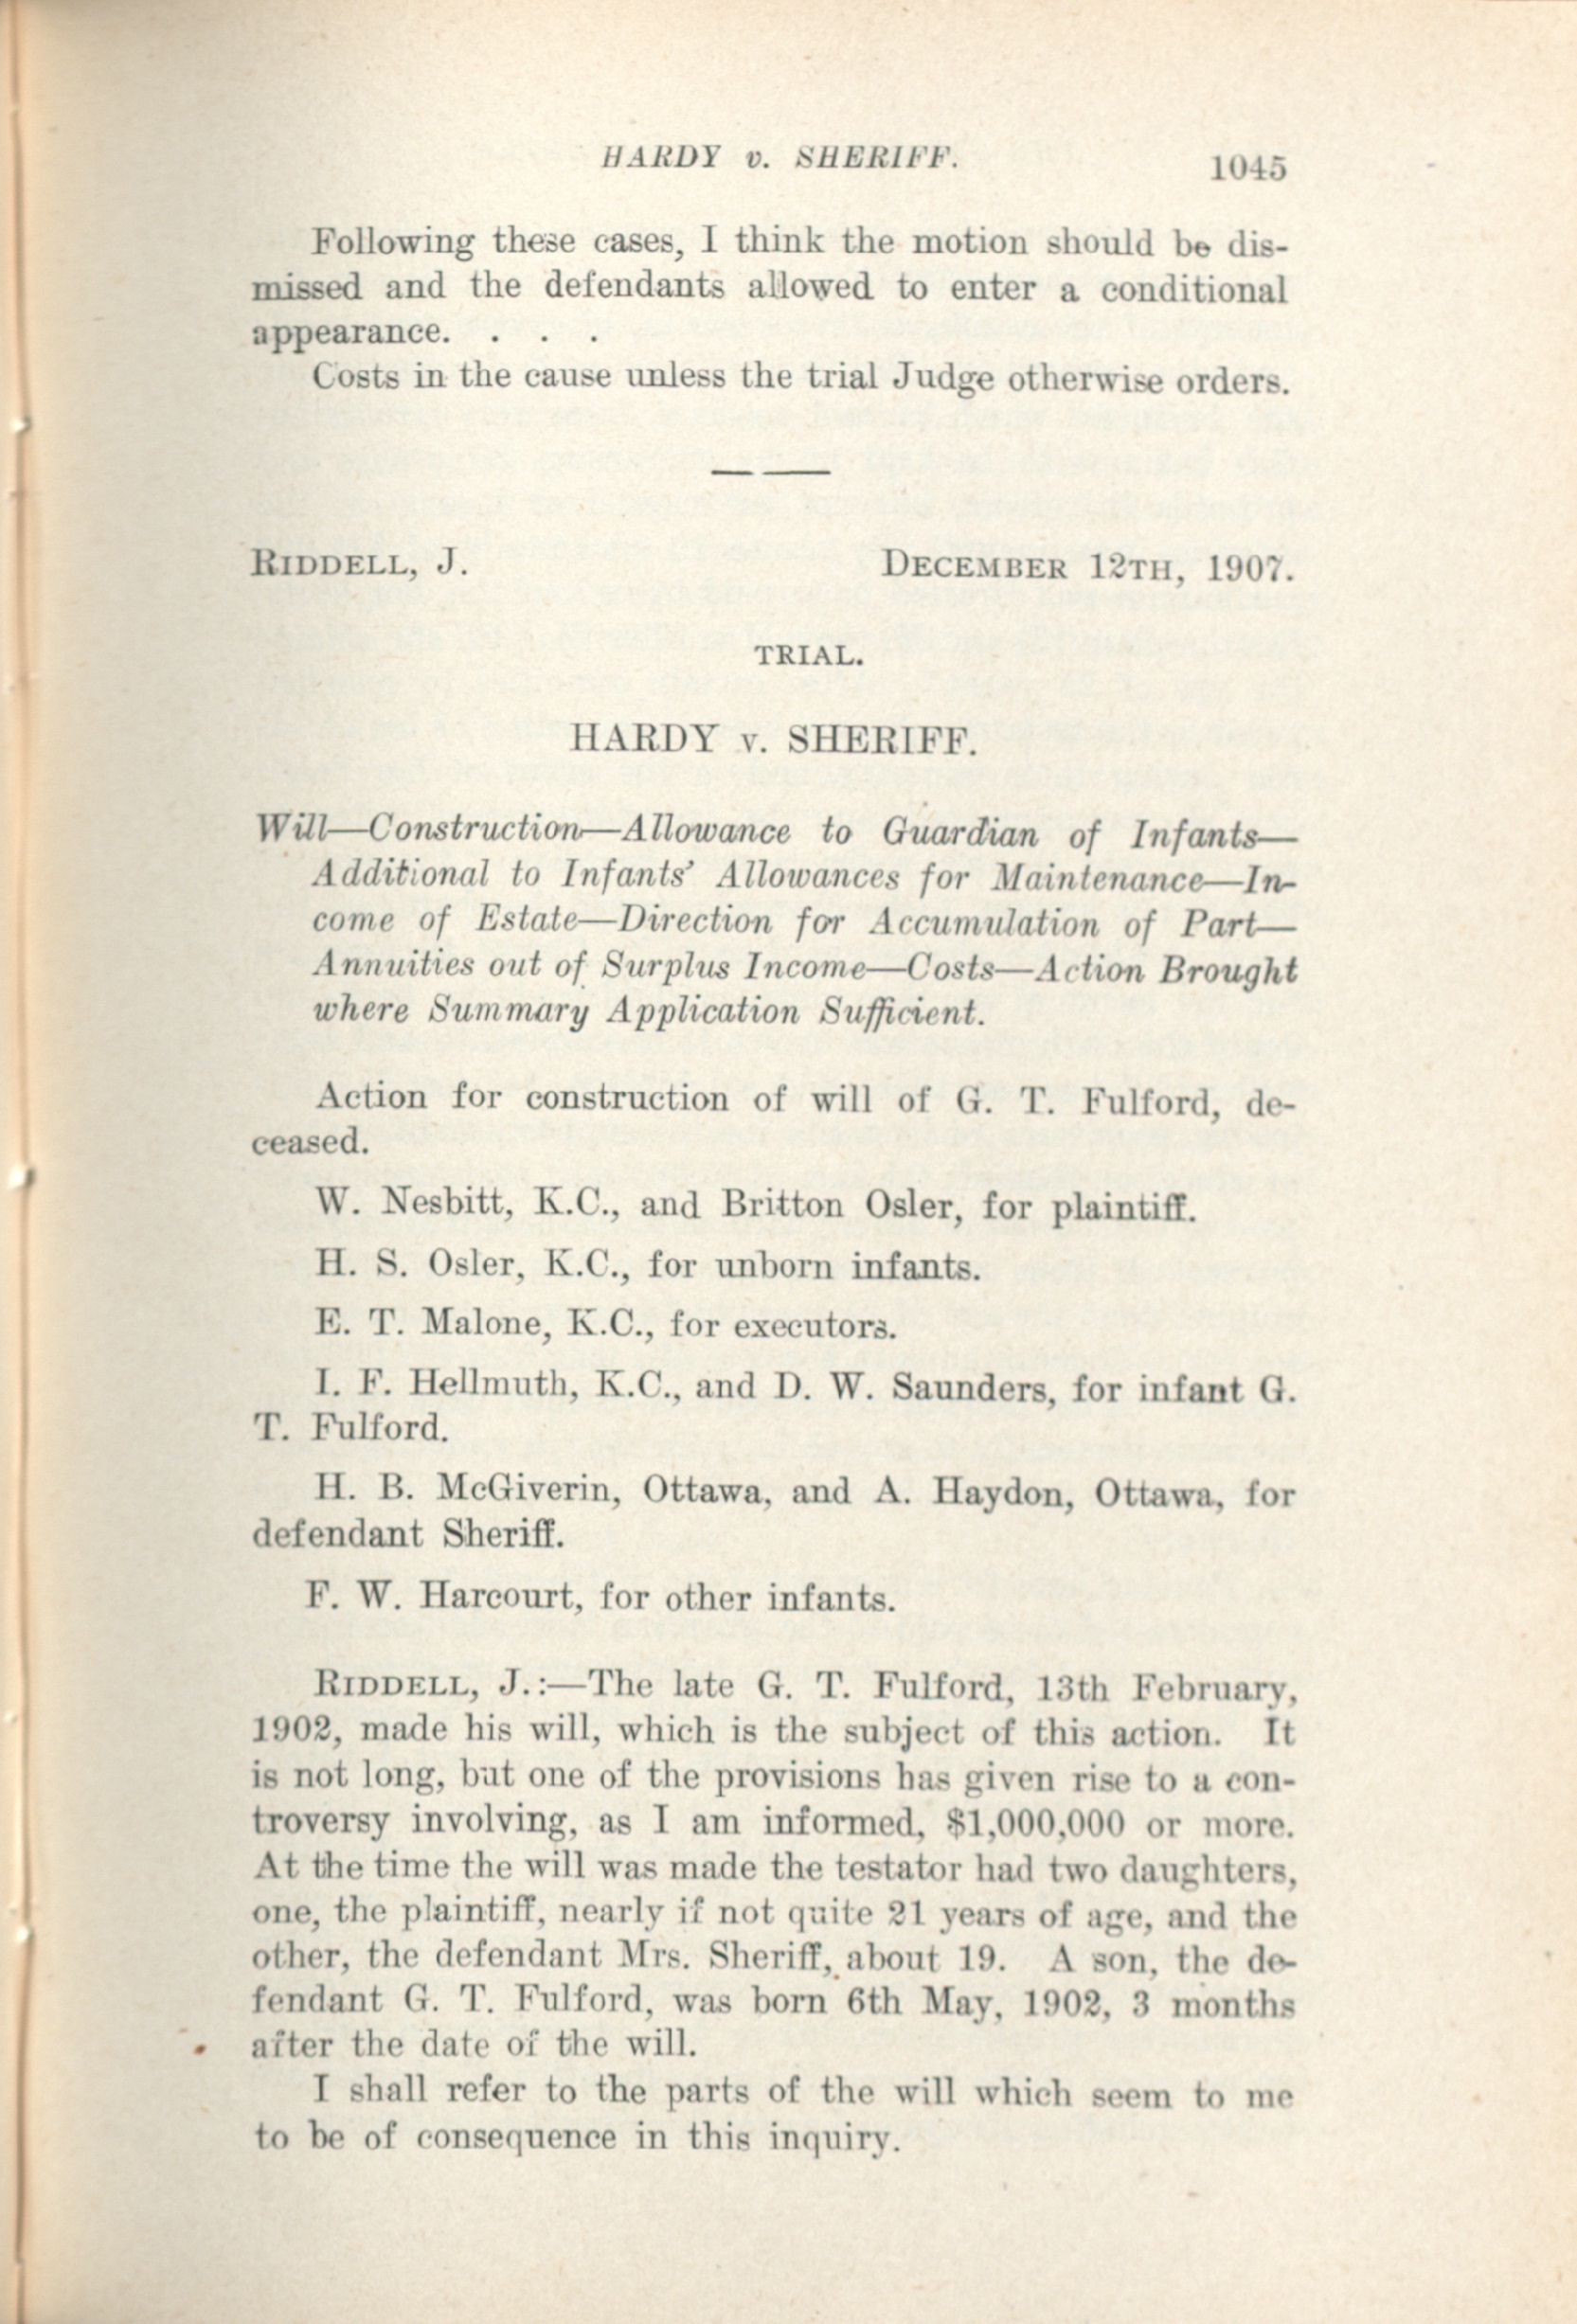 HARDY v. SHERIFF.
1045
Following these cases, I think the motion should be dis-
missed and the defendants allowed to enter a conditional
appearance. . . .
Costs in the cause unless the trial Judge otherwise orders.
RIDDELL, J.
DECEMBER 12TH, 1907.
TRIAL.
HARDY v. SHERIFF.
Will—Construction—Allowance to Guardian of Infants—
Additional to Infants' Allowances for Maintenance—In-
come of Estate—Direction for Accumulation of Part—
Annuities out of Surplus Income—Costs—Action Brought
where Summary Application Sufficient.
Action for construction of will of G. T. Fulford, de-
ceased.
W. Nesbitt, K.C., and Britton Osler, for plaintiff.
H. S. Osler, K.C., for unborn infants.
E. T. Malone, K.C., for executors.
I. F. Hellmuth, K.C., and D. W. Saunders, for infant G.
T. Fulford.
H. B. McGiverin, Ottawa, and A. Haydon, Ottawa, for
defendant Sheriff.
F. W. Harcourt, for other infants.
RIDDELL, J.:—The late G. T. Fulford, 13th February,
1902, made his will, which is the subject of this action. It
is not long, but one of the provisions has given rise to a con-
troversy involving, as I am informed, $1,000,000 or more.
At the time the will was made the testator had two daughters,
one, the plaintiff, nearly if not quite 21 years of age, and the
other, the defendant Mrs. Sheriff, about 19. A son, the de-
fendant G. T. Fulford, was born 6th May, 1902, 3 months
after the date of the will.
I shall refer to the parts of the will which seem to me
to be of consequence in this inquiry.